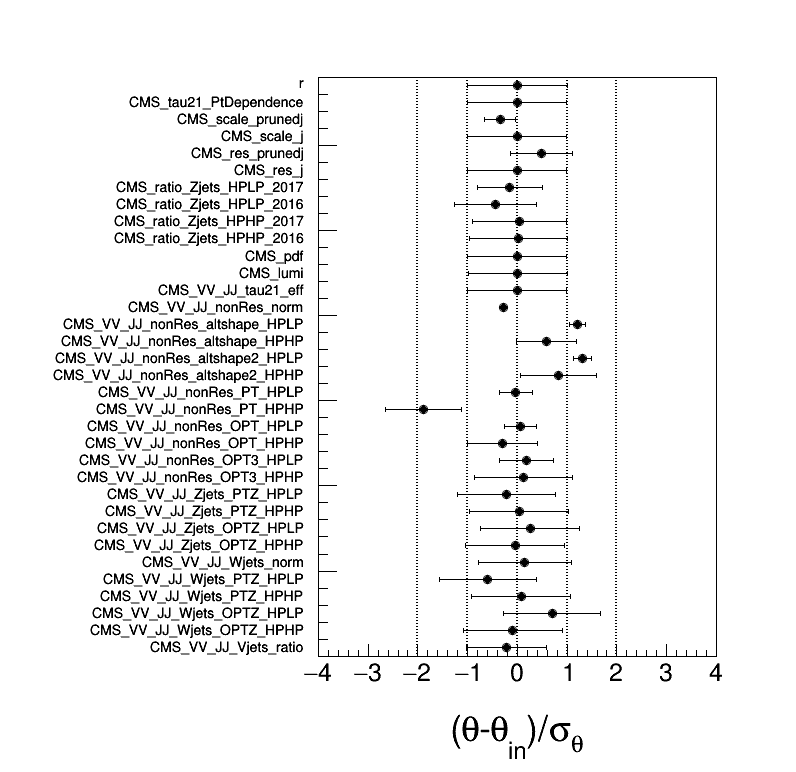 r
CMS_tau21_PtDependence
CMS_scale_prunedj
CMS_scale_j
CMS_res_prunedj
CMS_res_j
CMS_ratio_Zjets_HPLP_2017
CMS_ratio_Zjets_HPLP_2016
CMS_ratio_Zjets_HPHP_2017
CMS_ratio_Zjets_HPHP_2016
CMS_pdf
CMS_lumi
CMS_VV_JJ_tau21_eff
CMS_VV_JJ_nonRes_norm
CMS_VV_JJ_nonRes_altshape_HPLP
CMS_VV_JJ_nonRes_altshape_HPHP
CMS_VV_JJ_nonRes_altshape2_HPLP
CMS_VV_JJ_nonRes_altshape2_HPHP
CMS_VV_JJ_nonRes_PT_HPLP
CMS_VV_JJ_nonRes_PT_HPHP
CMS_VV_JJ_nonRes_OPT_HPLP
CMS_VV_JJ_nonRes_OPT_HPHP
CMS_VV_JJ_nonRes_OPT3_HPLP
CMS_VV_JJ_nonRes_OPT3_HPHP
CMS_VV_JJ_Zjets_PTZ_HPLP
CMS_VV_JJ_Zjets_PTZ_HPHP
CMS_VV_JJ_Zjets_OPTZ_HPLP
CMS_VV_JJ_Zjets_OPTZ_HPHP
CMS_VV_JJ_Wjets_norm
CMS_VV_JJ_Wjets_PTZ_HPLP
CMS_VV_JJ_Wjets_PTZ_HPHP
CMS_VV_JJ_Wjets_OPTZ_HPLP
CMS_VV_JJ_Wjets_OPTZ_HPHP
CMS_VV_JJ_Vjets_ratio
−4 −3 −2 −1 0 1 2 3 4
(θ-θin)/σθ